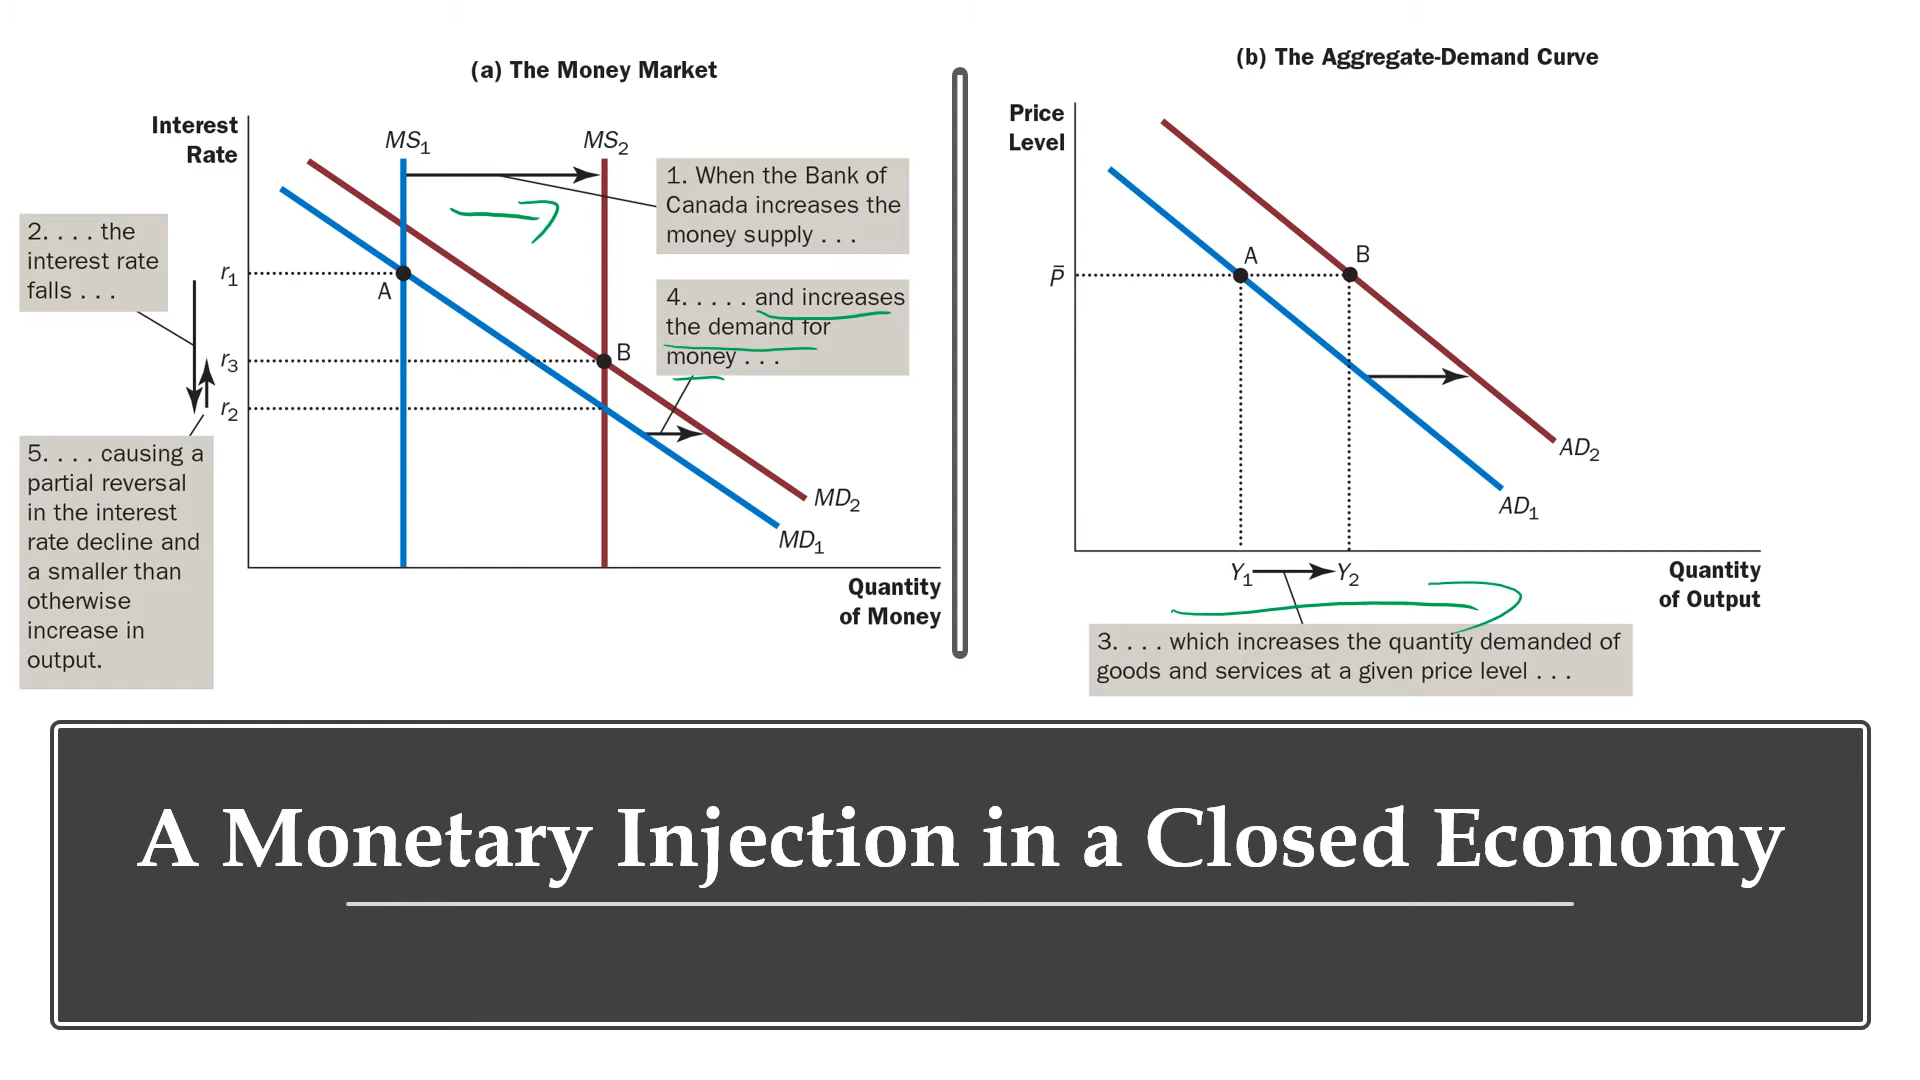 (a) The Money Market
Interest
Rate
MS₁
MS₂
1. When the Bank of
Canada increases the
money supply . . .
2. . . . the
interest rate
falls . . .
r₁
A
4. . . . . and increases
the demand for
money . . .
r₃
B
r₂
5. . . . causing a
partial reversal
in the interest
rate decline and
a smaller than
otherwise
increase in
output.
MD₂
MD₁
Quantity
of Money
(b) The Aggregate-Demand Curve
Price
Level
A
B
P̄
AD₂
AD₁
Y₁
Y₂
Quantity
of Output
3. . . . which increases the quantity demanded of
goods and services at a given price level . . .
A Monetary Injection in a Closed Economy